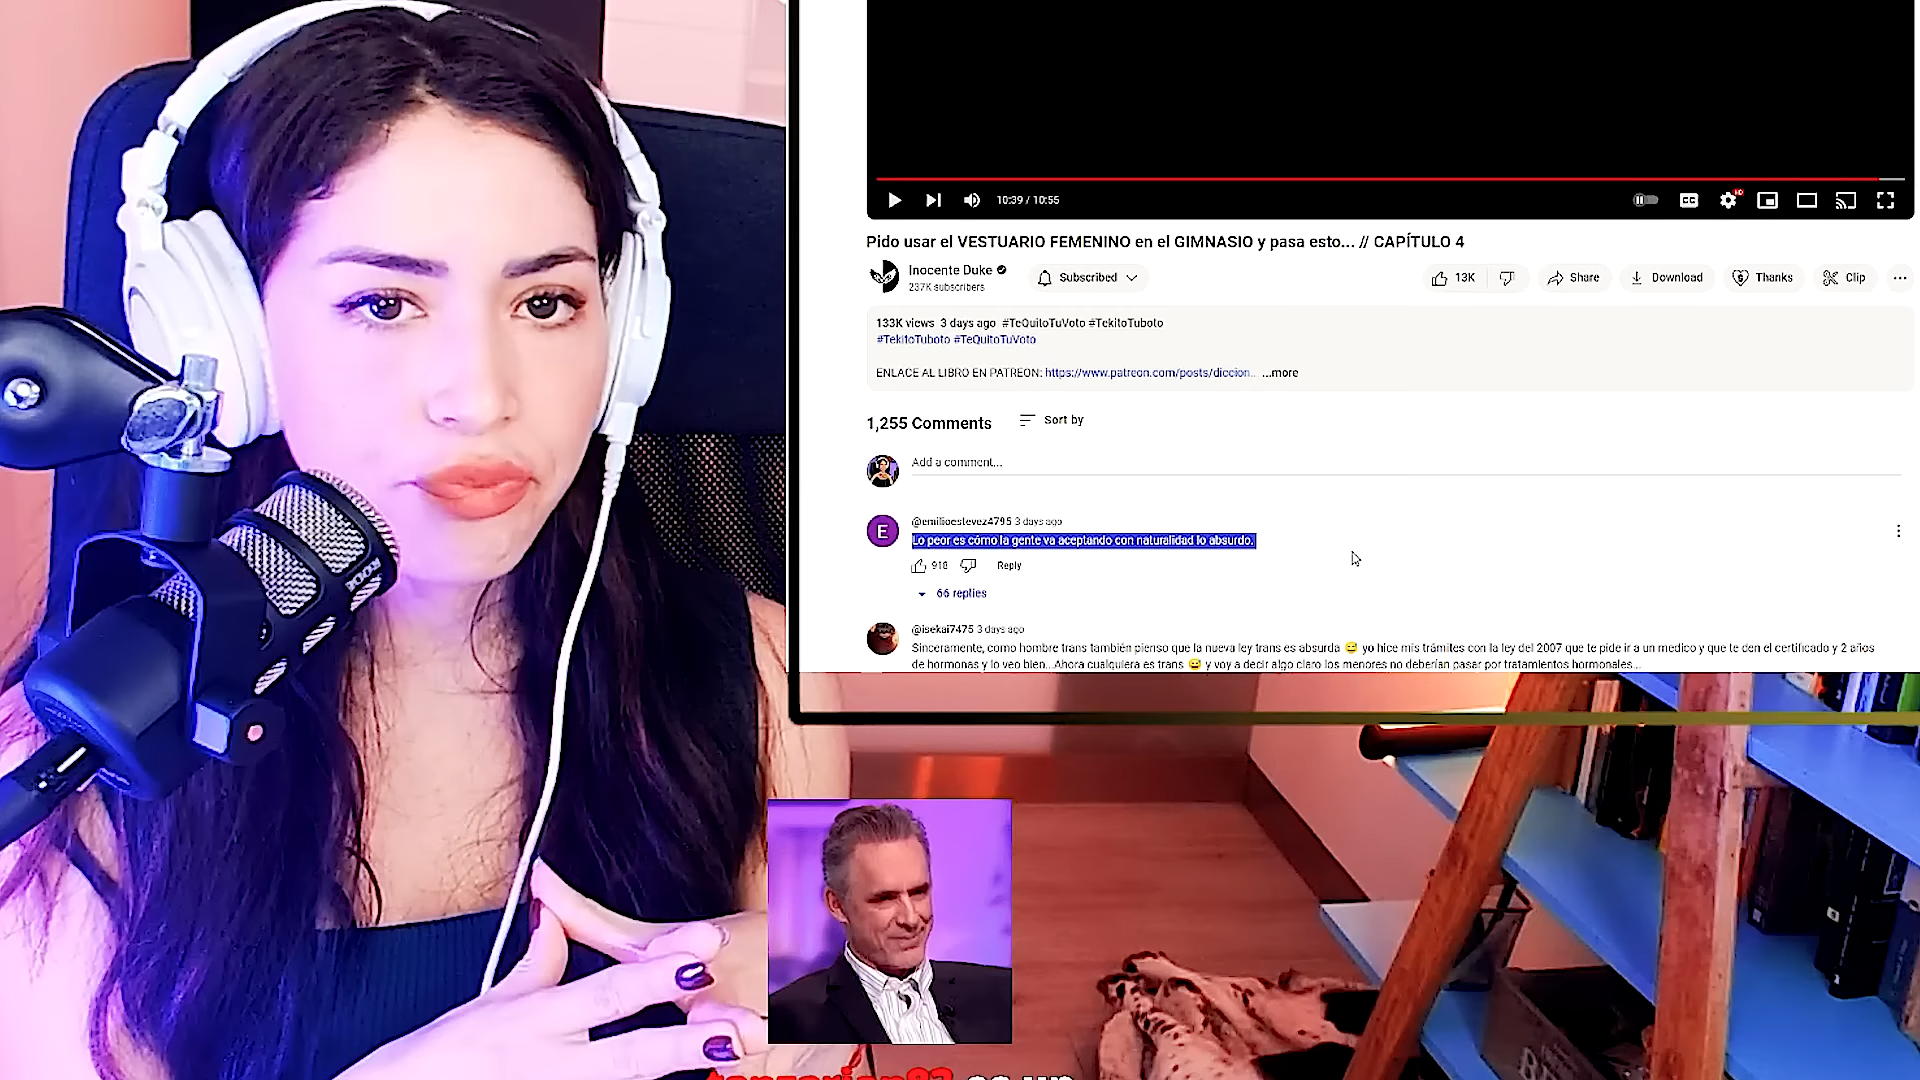 10:39 / 10:55
CC
HD
Pido usar el VESTUARIO FEMENINO en el GIMNASIO y pasa esto... // CAPÍTULO 4
Inocente Duke
237K subscribers
Subscribed
13K
Share
Download
Thanks
Clip
133K views 3 days ago #TeQuitoTuVoto #TekitoTuboto
#TekitoTuboto #TeQuitoTuVoto
ENLACE AL LIBRO EN PATREON: https://www.patreon.com/posts/diccion... ...more
1,255 Comments
Sort by
Add a comment...
E
@emilioestevez4795 3 days ago
Lo peor es cómo la gente va aceptando con naturalidad lo absurdo.
918
Reply
66 replies
@isekai7475 3 days ago
Sinceramente, como hombre trans también pienso que la nueva ley trans es absurda 😅 yo hice mis trámites con la ley del 2007 que te pide ir a un medico y que te den el certificado y 2 años
de hormonas y lo veo bien...Ahora cualquiera es trans 😅 y voy a decir algo claro los menores no deberían pasar por tratamientos hormonales...
RODE